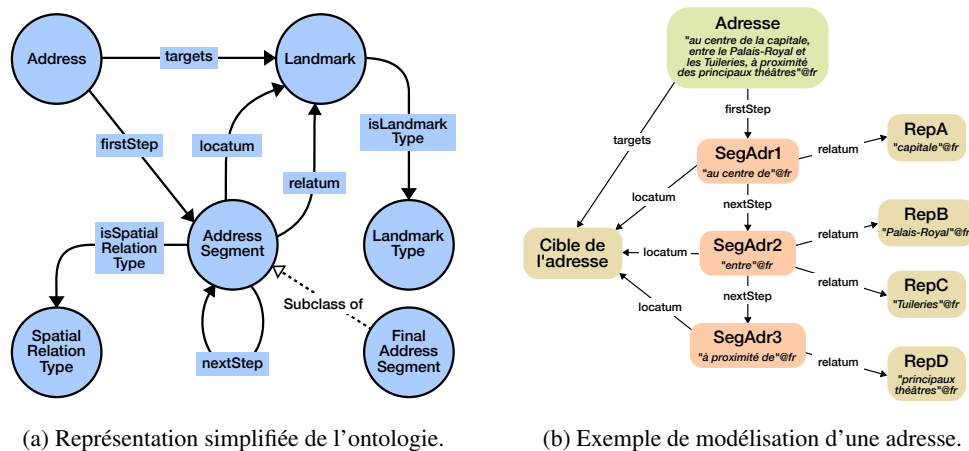 Address
targets
Landmark
firstStep
locatum
isLandmark
Type
relatum
isSpatial
Relation
Type
Address
Segment
Landmark
Type
Subclass of
Spatial
Relation
Type
nextStep
Final
Address
Segment
(a) Représentation simplifiée de l'ontologie.
Adresse
"au centre de la capitale,
entre le Palais-Royal et
les Tuileries, à proximité
des principaux théâtres"@fr
firstStep
targets
SegAdr1
"au centre de"@fr
relatum
RepA
"capitale"@fr
locatum
nextStep
Cible de
l'adresse
locatum
SegAdr2
"entre"@fr
relatum
RepB
"Palais-Royal"@fr
relatum
RepC
"Tuileries"@fr
nextStep
locatum
SegAdr3
"à proximité de"@fr
relatum
RepD
"principaux
théâtres"@fr
(b) Exemple de modélisation d'une adresse.